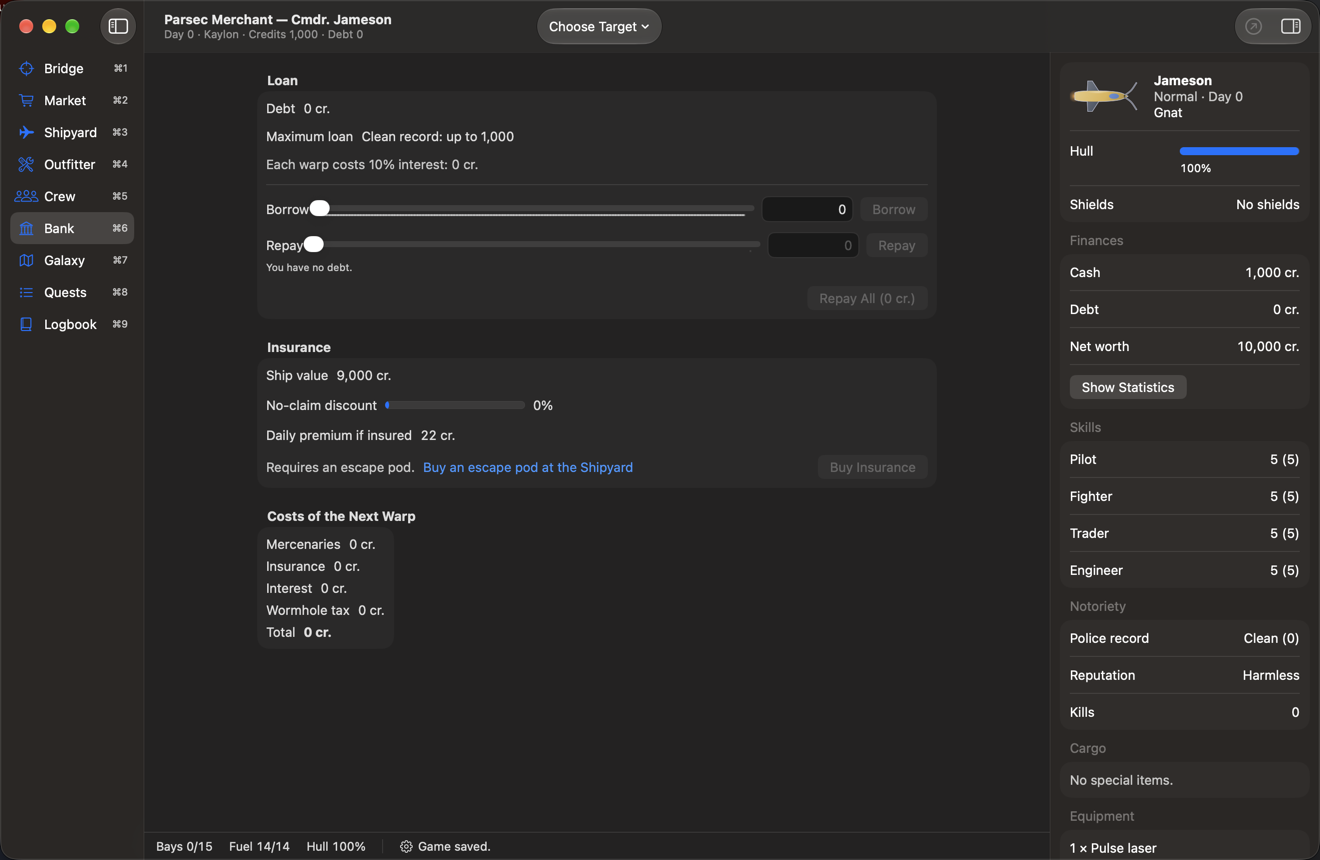 Parsec Merchant — Cmdr. Jameson
Day 0 · Kaylon · Credits 1,000 · Debt 0
Choose Target
Bridge ⌘1
Market ⌘2
Shipyard ⌘3
Outfitter ⌘4
Crew ⌘5
Bank ⌘6
Galaxy ⌘7
Quests ⌘8
Logbook ⌘9
Loan
Debt 0 cr.
Maximum loan Clean record: up to 1,000
Each warp costs 10% interest: 0 cr.
Borrow 0 Borrow
Repay 0 Repay
You have no debt.
Repay All (0 cr.)
Insurance
Ship value 9,000 cr.
No-claim discount 0%
Daily premium if insured 22 cr.
Requires an escape pod. Buy an escape pod at the Shipyard Buy Insurance
Costs of the Next Warp
Mercenaries 0 cr.
Insurance 0 cr.
Interest 0 cr.
Wormhole tax 0 cr.
Total 0 cr.
Jameson
Normal · Day 0
Gnat
Hull
100%
Shields No shields
Finances
Cash 1,000 cr.
Debt 0 cr.
Net worth 10,000 cr.
Show Statistics
Skills
Pilot 5 (5)
Fighter 5 (5)
Trader 5 (5)
Engineer 5 (5)
Notoriety
Police record Clean (0)
Reputation Harmless
Kills 0
Cargo
No special items.
Equipment
1 × Pulse laser
Bays 0/15 Fuel 14/14 Hull 100% Game saved.